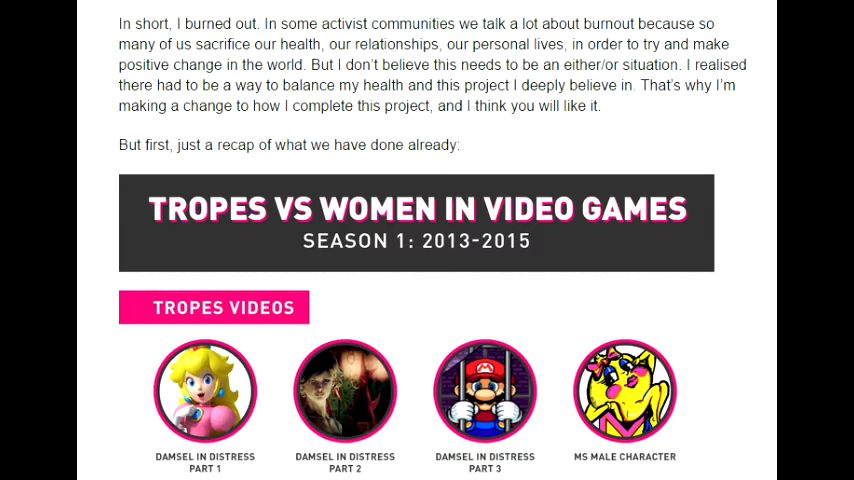 In short, I burned out. In some activist communities we talk a lot about burnout because so
many of us sacrifice our health, our relationships, our personal lives, in order to try and make
positive change in the world. But I don't believe this needs to be an either/or situation. I realised
there had to be a way to balance my health and this project I deeply believe in. That's why I'm
making a change to how I complete this project, and I think you will like it.
But first, just a recap of what we have done already:
TROPES VS WOMEN IN VIDEO GAMES
SEASON 1: 2013-2015
TROPES VIDEOS
DAMSEL IN DISTRESS
PART 1
DAMSEL IN DISTRESS
PART 2
DAMSEL IN DISTRESS
PART 3
MS MALE CHARACTER